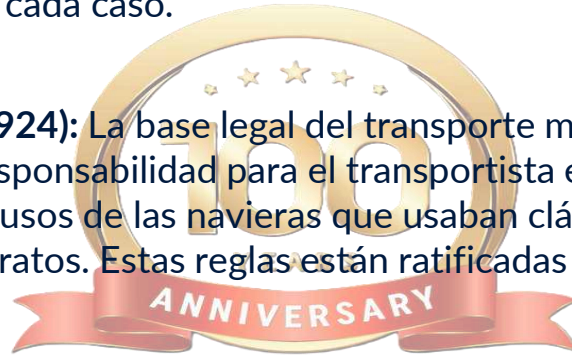 cada caso.
924): La base legal del transporte m
sponsabilidad para el transportista e
usos de las navieras que usaban clá
ratos. Estas reglas están ratificadas
100
YEARS
ANNIVERSARY